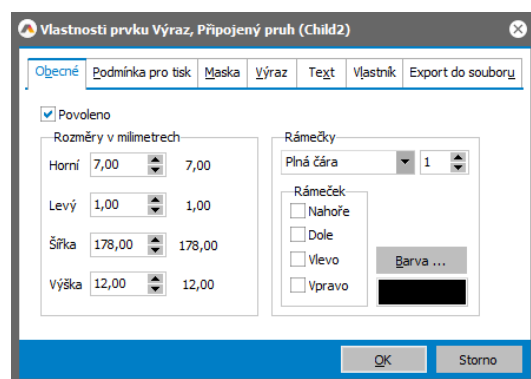 Vlastnosti prvku Výraz, Připojený pruh (Child2)
Obecné Podmínka pro tisk Maska Výraz Text Vlastník Export do souboru
Povoleno
Rozměry v milimetrech
Horní 7,00 7,00
Levý 1,00 1,00
Šířka 178,00 178,00
Výška 12,00 12,00
Rámečky
Plná čára 1
Rámeček
Nahoře
Dole
Vlevo
Vpravo
Barva ...
OK Storno